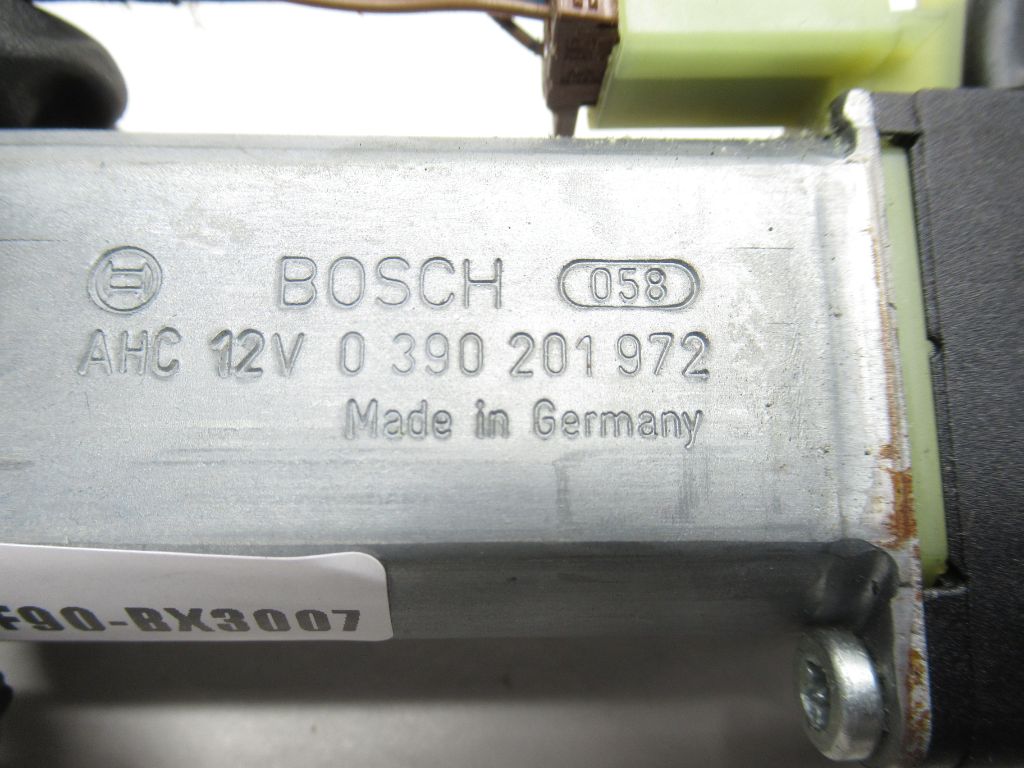 BOSCH 058
AHC 12V 0 390 201 972
Made in Germany
F90-BX3007